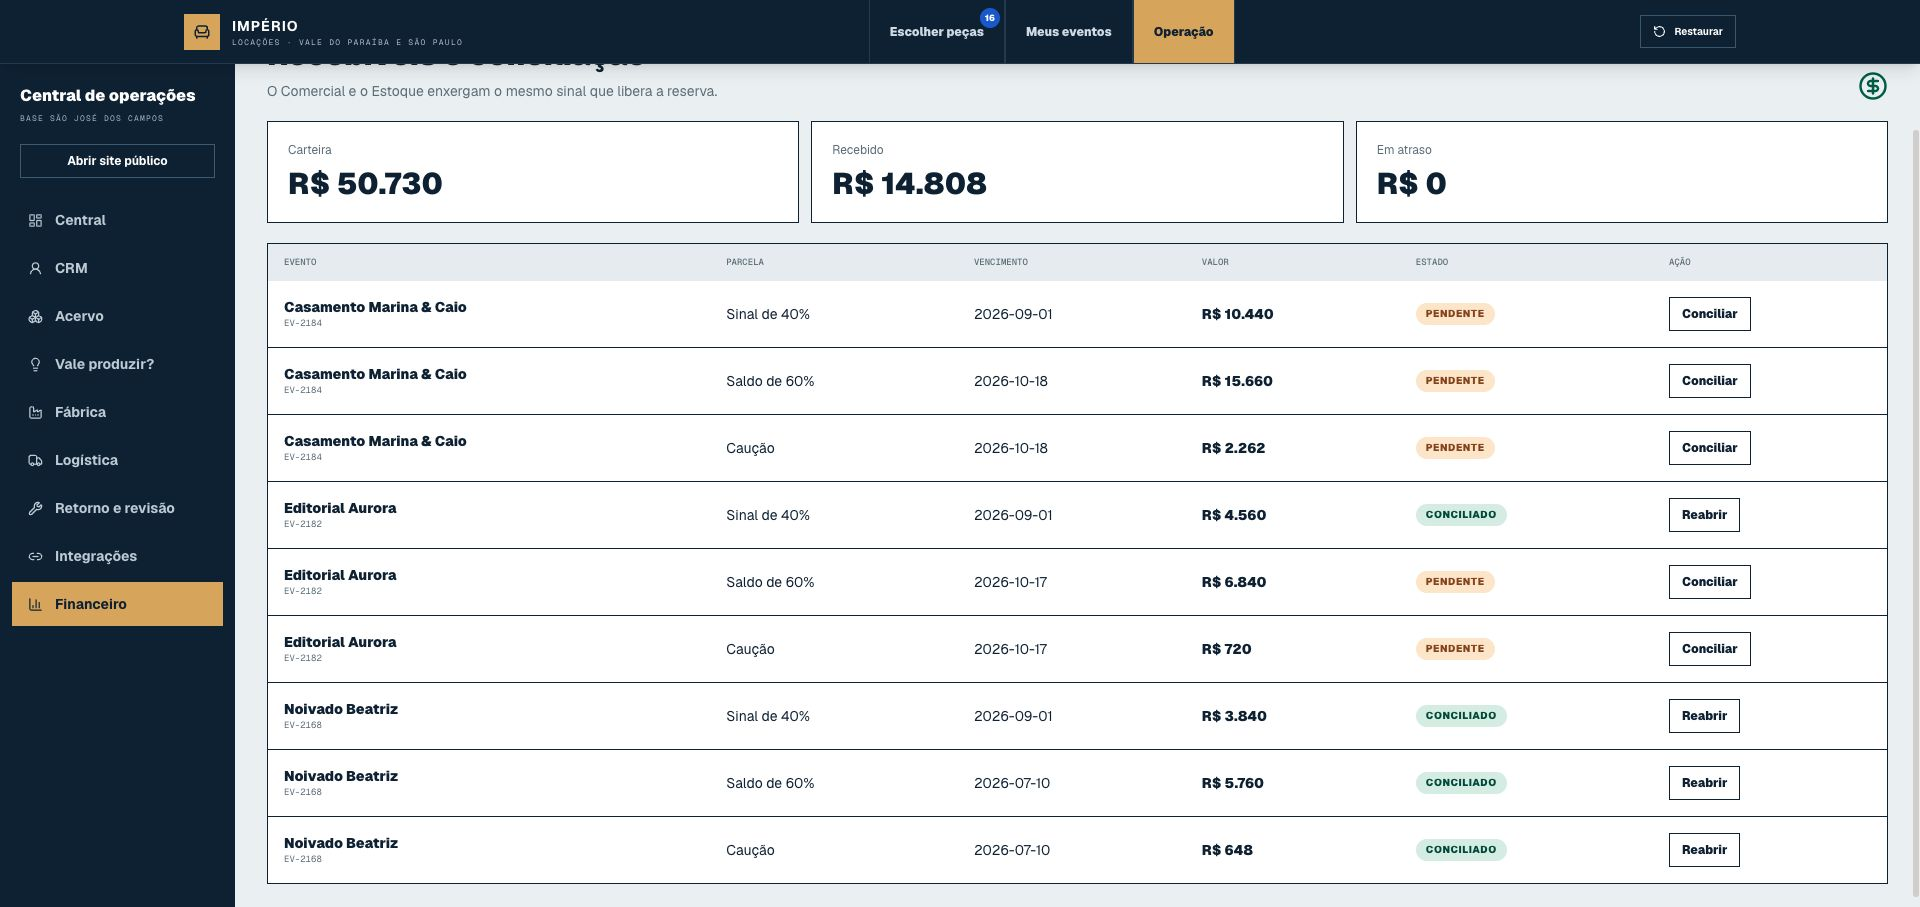 IMPÉRIO
LOCAÇÕES · VALE DO PARAÍBA E SÃO PAULO
Escolher peças
16
Meus eventos
Operação
Restaurar
Central de operações
BASE SÃO JOSÉ DOS CAMPOS
Abrir site público
Central
CRM
Acervo
Vale produzir?
Fábrica
Logística
Retorno e revisão
Integrações
Financeiro
O Comercial e o Estoque enxergam o mesmo sinal que libera a reserva.
Carteira
R$ 50.730
Recebido
R$ 14.808
Em atraso
R$ 0
EVENTO PARCELA VENCIMENTO VALOR ESTADO AÇÃO
Casamento Marina & Caio
EV-2184
Sinal de 40% 2026-09-01 R$ 10.440 PENDENTE Conciliar
Casamento Marina & Caio
EV-2184
Saldo de 60% 2026-10-18 R$ 15.660 PENDENTE Conciliar
Casamento Marina & Caio
EV-2184
Caução 2026-10-18 R$ 2.262 PENDENTE Conciliar
Editorial Aurora
EV-2182
Sinal de 40% 2026-09-01 R$ 4.560 CONCILIADO Reabrir
Editorial Aurora
EV-2182
Saldo de 60% 2026-10-17 R$ 6.840 PENDENTE Conciliar
Editorial Aurora
EV-2182
Caução 2026-10-17 R$ 720 PENDENTE Conciliar
Noivado Beatriz
EV-2168
Sinal de 40% 2026-09-01 R$ 3.840 CONCILIADO Reabrir
Noivado Beatriz
EV-2168
Saldo de 60% 2026-07-10 R$ 5.760 CONCILIADO Reabrir
Noivado Beatriz
EV-2168
Caução 2026-07-10 R$ 648 CONCILIADO Reabrir